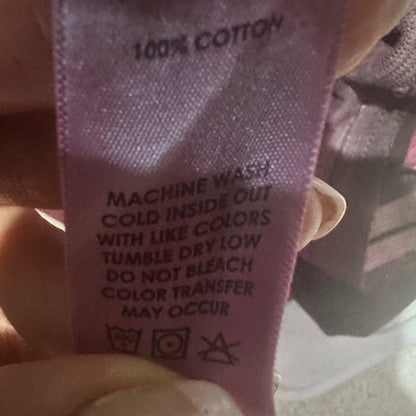 100% COTTON
MACHINE WASH
COLD INSIDE OUT
WITH LIKE COLORS
TUMBLE DRY LOW
DO NOT BLEACH
COLOR TRANSFER
MAY OCCUR